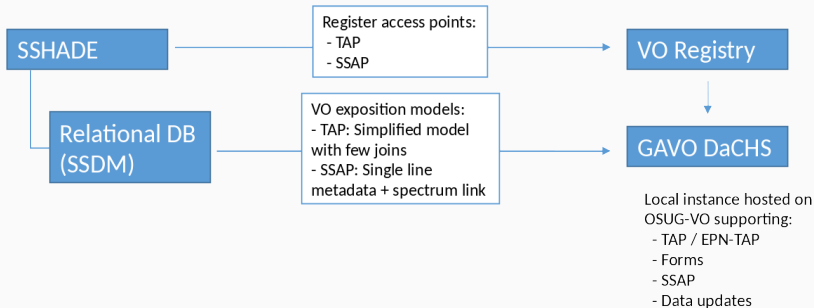 Register access points:
- TAP
- SSAP
SSHADE
VO Registry
VO exposition models:
- TAP: Simplified model
with few joins
- SSAP: Single line
metadata + spectrum link
Relational DB
(SSDM)
GAVO DaCHS
Local instance hosted on
OSUG-VO supporting:
- TAP / EPN-TAP
- Forms
- SSAP
- Data updates